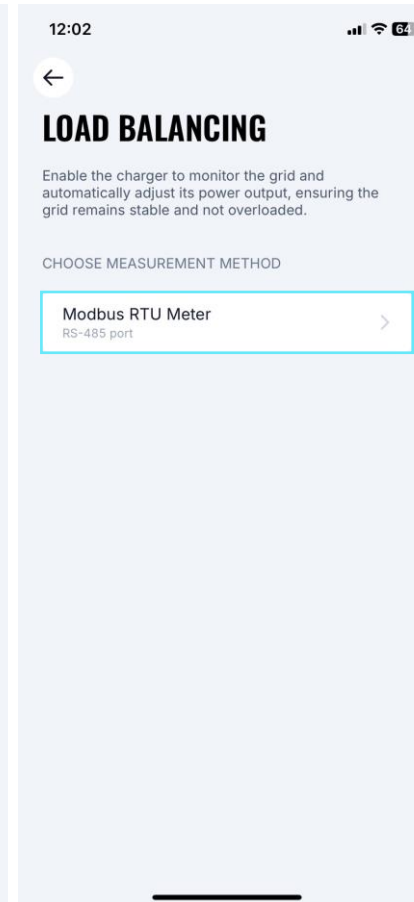 12:02
64
LOAD BALANCING
Enable the charger to monitor the grid and
automatically adjust its power output, ensuring the
grid remains stable and not overloaded.
CHOOSE MEASUREMENT METHOD
Modbus RTU Meter
RS-485 port